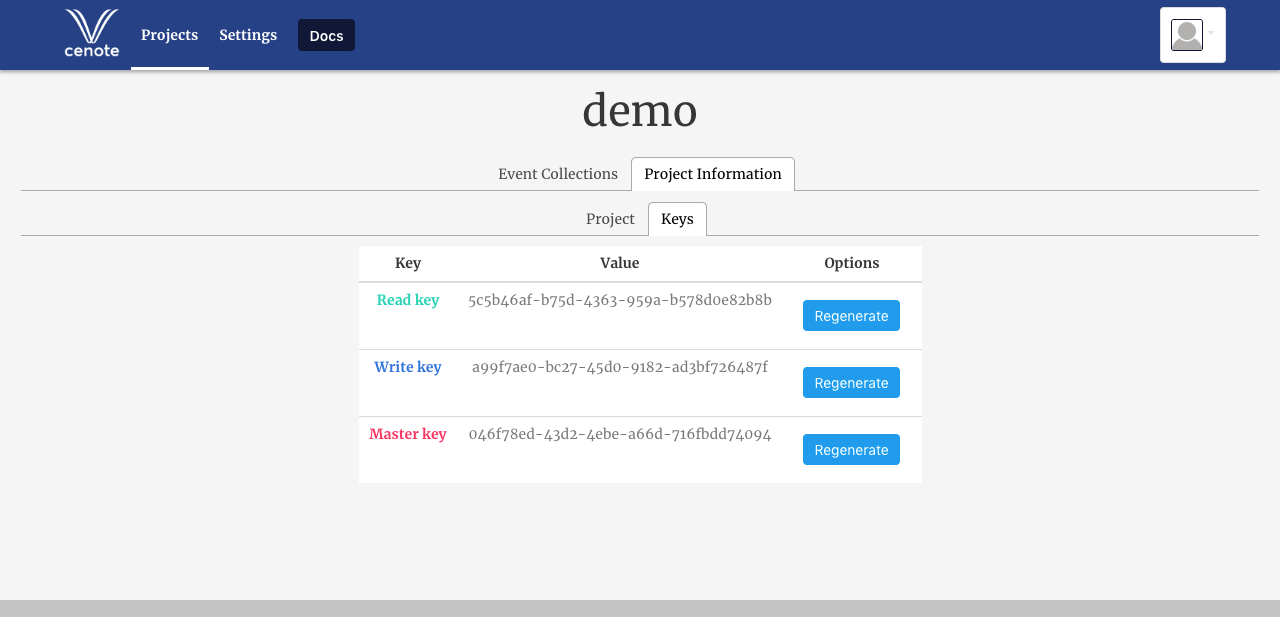 cenote
Projects Settings Docs
demo
Event Collections Project Information
Project Keys
Key Value Options
Read key 5c5b46af-b75d-4363-959a-b578d0e82b8b Regenerate
Write key a99f7ae0-bc27-45d0-9182-ad3bf726487f Regenerate
Master key 046f78ed-43d2-4ebe-a66d-716fbdd74094 Regenerate